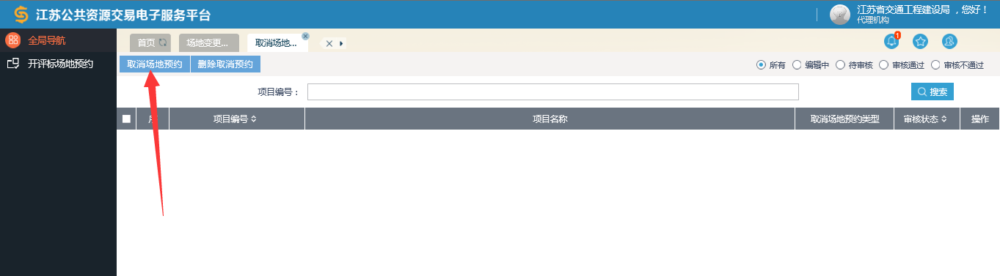 江苏公共资源交易电子服务平台
江苏省交通工程建设局 ，您好！
代理机构
全局导航
开评标场地预约
首页 场地变更... 取消场地...
1
取消场地预约 删除取消预约 所有 编辑中 待审核 审核通过 审核不通过
项目编号： 搜索
项目编号 项目名称 取消场地预约类型 审核状态 操作